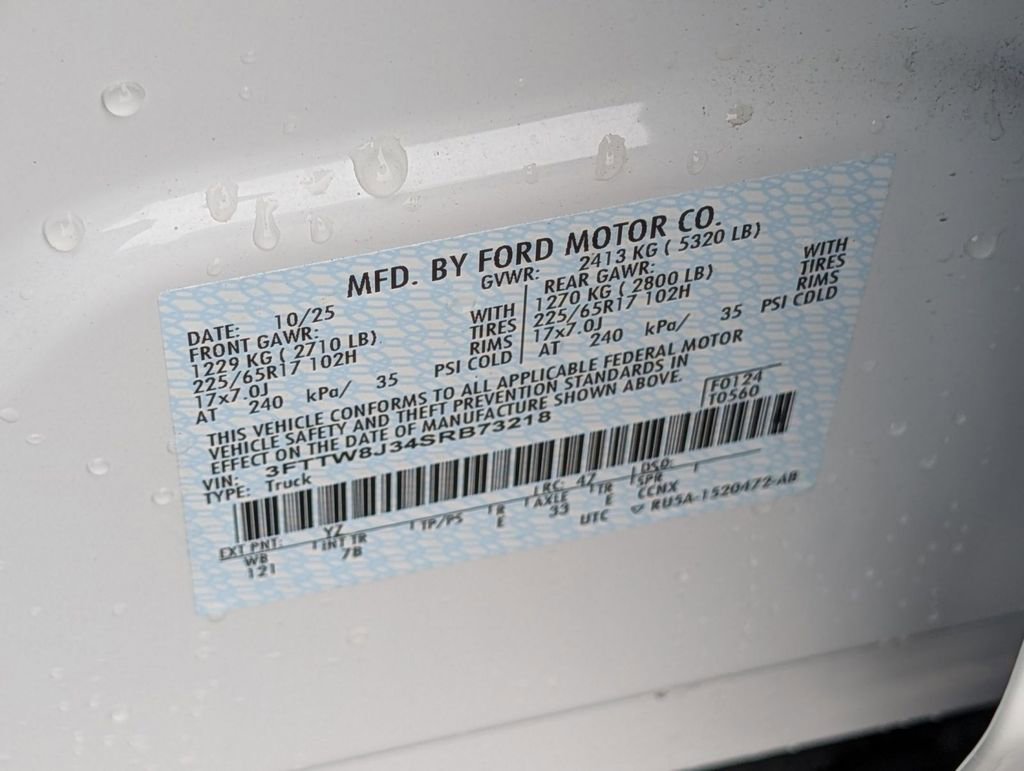 MFD. BY FORD MOTOR CO.
DATE: 10/25 GVWR: 2413 KG ( 5320 LB)
FRONT GAWR: REAR GAWR:
1229 KG ( 2710 LB) WITH 1270 KG ( 2800 LB) WITH
225/65R17 102H TIRES 225/65R17 102H TIRES
17x7.0J RIMS 17x7.0J RIMS
AT 240 kPa/ 35 PSI COLD AT 240 kPa/ 35 PSI COLD
THIS VEHICLE CONFORMS TO ALL APPLICABLE FEDERAL MOTOR
VEHICLE SAFETY AND THEFT PREVENTION STANDARDS IN
EFFECT ON THE DATE OF MANUFACTURE SHOWN ABOVE.
VIN: 3FTTW8J34SRB73218 F0124
TYPE: Truck T0560
EXT PNT: YZ RC: 47 DSO:
WB INT TR TP/PS R AXLE TR SPR
121 7B E 33 E CCNX
UTC RU5A-1520472-AB